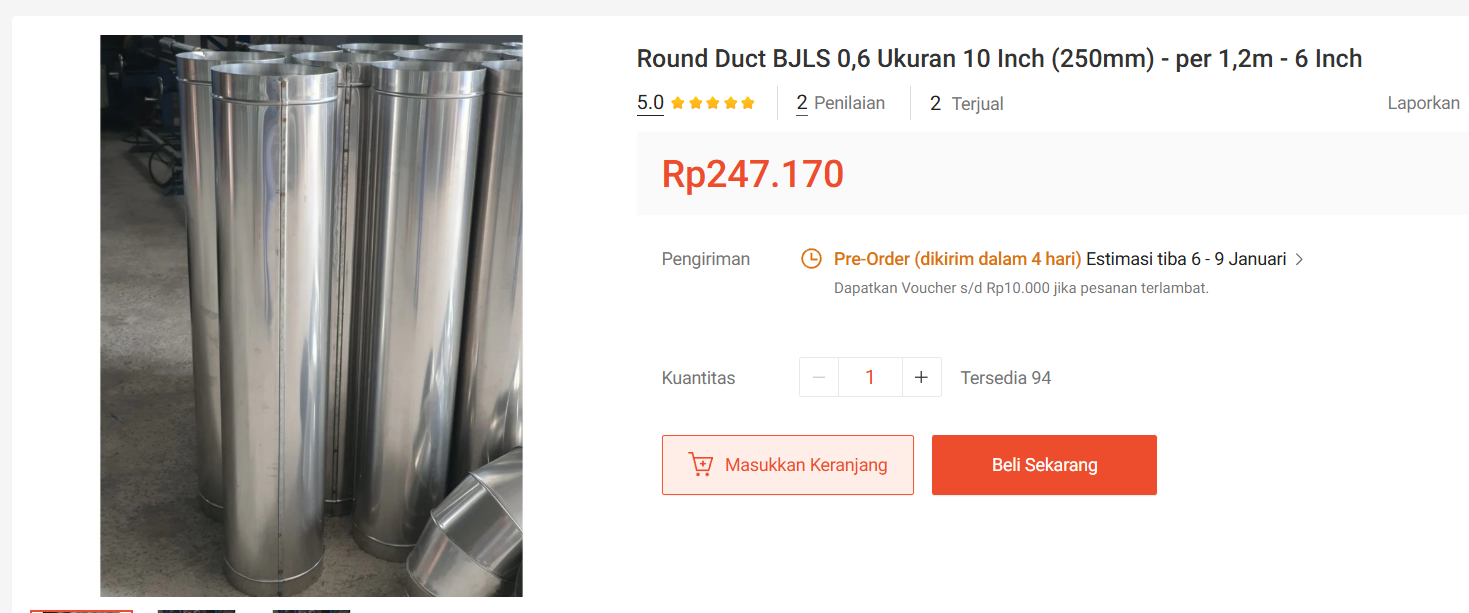 Round Duct BJLS 0,6 Ukuran 10 Inch (250mm) - per 1,2m - 6 Inch
5.0 2 Penilaian 2 Terjual Laporkan
Rp247.170
Pengiriman Pre-Order (dikirim dalam 4 hari) Estimasi tiba 6 - 9 Januari
Dapatkan Voucher s/d Rp10.000 jika pesanan terlambat.
Kuantitas 1 Tersedia 94
Masukkan Keranjang Beli Sekarang